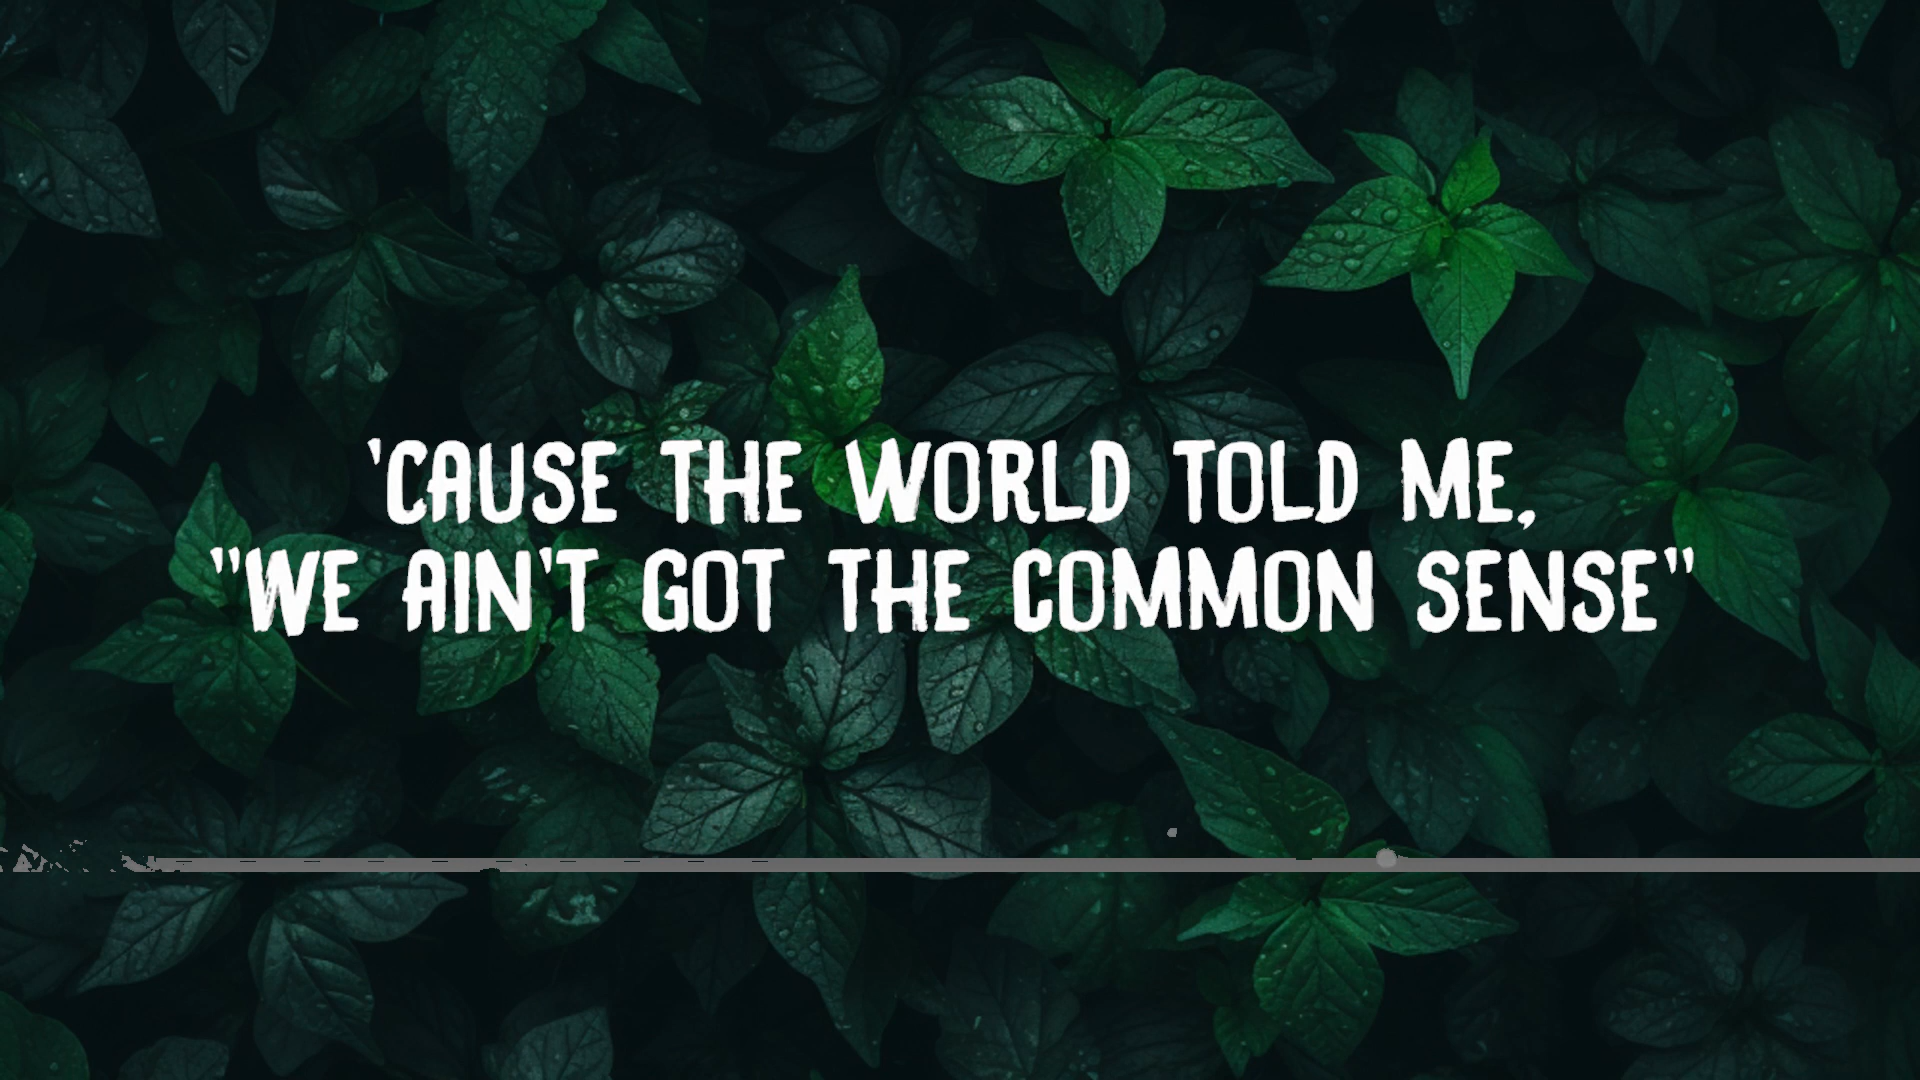 'CAUSE THE WORLD TOLD ME,
"WE AIN'T GOT THE COMMON SENSE"